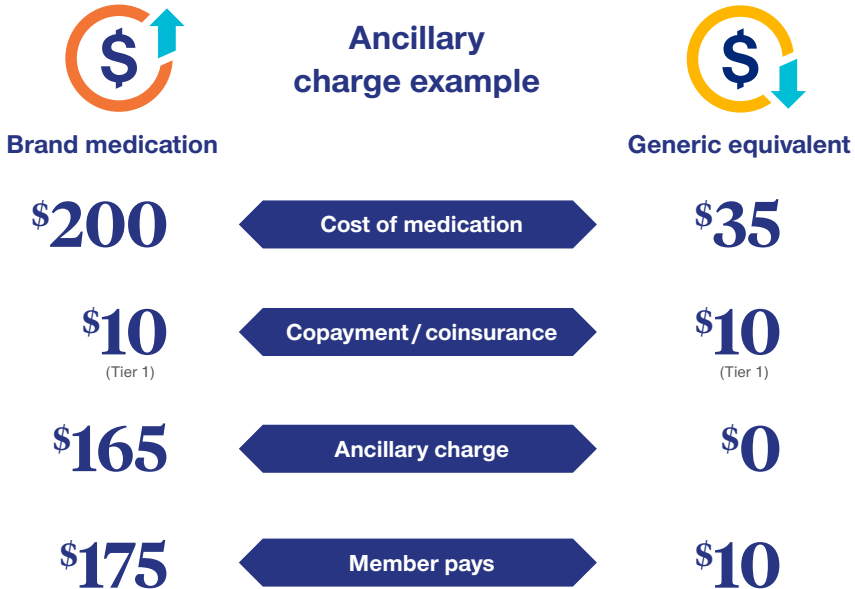 $
Ancillary
charge example
$
Brand medication
Generic equivalent
$200
Cost of medication
$35
$10
(Tier 1)
Copayment / coinsurance
$10
(Tier 1)
$165
Ancillary charge
$0
$175
Member pays
$10